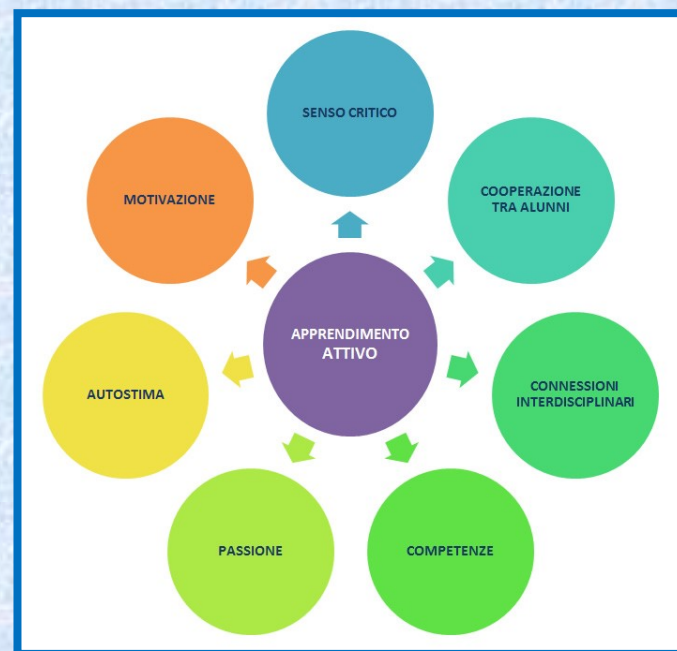 SENSO CRITICO
COOPERAZIONE
TRA ALUNNI
CONNESSIONI
INTERDISCIPLINARI
COMPETENZE
PASSIONE
AUTOSTIMA
MOTIVAZIONE
APPRENDIMENTO
ATTIVO